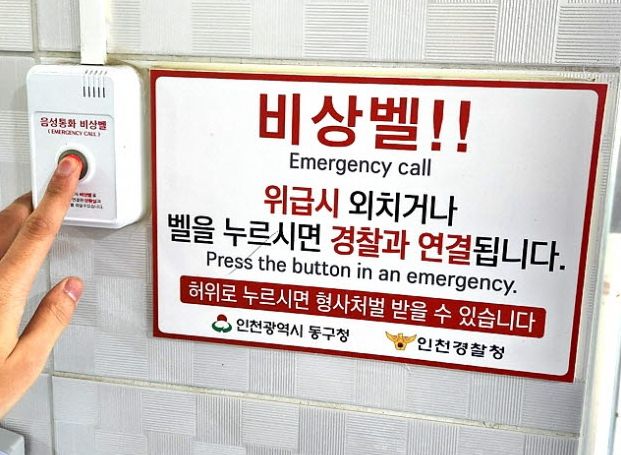 음성통화 비상벨
( EMERGENCY CALL )
비상벨!!
Emergency call
위급시 외치거나
벨을 누르시면 경찰과 연결됩니다.
Press the button in an emergency.
허위로 누르시면 형사처벌 받을 수 있습니다
인천광역시 동구청
인천경찰청